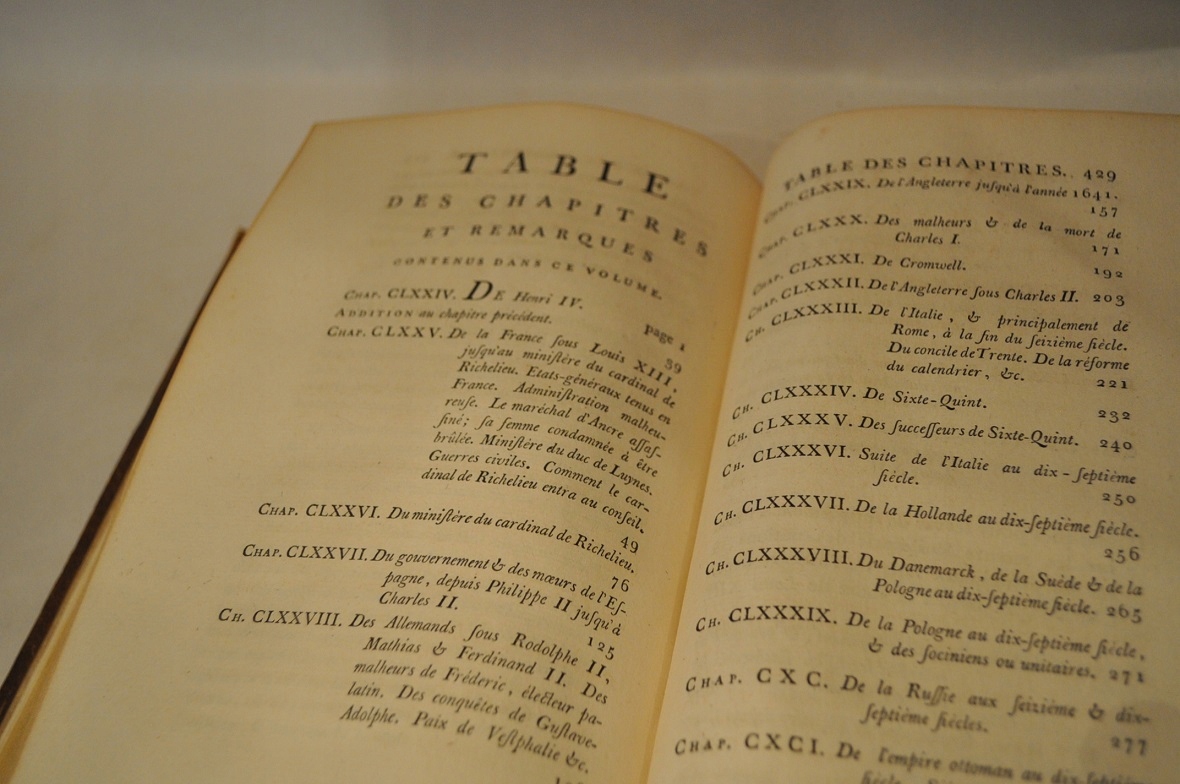 TABLE
DES CHAPITRES
ET REMARQUES
CONTENUS DANS CE VOLUME.
CHAP. CLXXIV. DE Henri IV.
page 1
ADDITION au chapitre précédent.
39
CHAP. CLXXV. De la France ſous Louis XIII,
juſqu'au miniſtère du cardinal de
Richelieu. Etats-généraux tenus en
France. Adminiſtration malheu-
reuſe. Le maréchal d'Ancre aſſaſ-
ſiné; ſa femme condamnée à être
brûlée. Miniſtère du duc de Luynes.
Guerres civiles. Comment le car-
dinal de Richelieu entra au conſeil.
49
CHAP. CLXXVI. Du miniſtère du cardinal de Richelieu.
76
CHAP. CLXXVII. Du gouvernement & des mœurs de l'Eſ-
pagne, depuis Philippe II juſqu'à
Charles II.
125
CH. CLXXVIII. Des Allemands ſous Rodolphe II,
Mathias & Ferdinand II. Des
malheurs de Fréderic, électeur pa-
latin. Des conquêtes de Guſtave-
Adolphe. Paix de Veſtphalie &c.
TABLE DES CHAPITRES. 429
CHAP. CLXXIX. De l'Angleterre juſqu'à l'année 1641.
157
CHAP. CLXXX. Des malheurs & de la mort de
Charles I.
171
CHAP. CLXXXI. De Cromwell.
192
CHAP. CLXXXII. De l'Angleterre ſous Charles II. 203
CH. CLXXXIII. De l'Italie, & principalement de
Rome, à la fin du ſeizième ſiècle.
Du concile de Trente. De la réforme
du calendrier, &c.
221
CH. CLXXXIV. De Sixte-Quint.
232
CH. CLXXXV. Des ſucceſſeurs de Sixte-Quint. 240
CH. CLXXXVI. Suite de l'Italie au dix-ſeptième
ſiècle.
250
CH. CLXXXVII. De la Hollande au dix-ſeptième ſiècle.
256
CH. CLXXXVIII. Du Danemarck, de la Suède & de la
Pologne au dix-ſeptième ſiècle. 265
CH. CLXXXIX. De la Pologne au dix-ſeptième ſiècle,
& des ſociniens ou unitaires. 271
CHAP. CXC. De la Ruſſie aux ſeizième & dix-
ſeptième ſiècles.
277
CHAP. CXCI. De l'empire ottoman au dix-ſeptième